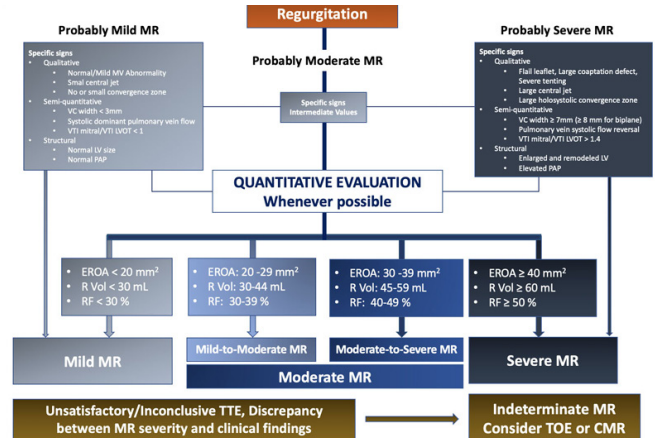 Regurgitation
Probably Mild MR
Specific signs
• Qualitative
• Normal/Mild MV Abnormality
• Smal central jet
• No or small convergence zone
• Semi-quantitative
• VC width < 3mm
• Systolic dominant pulmonary vein flow
• VTI mitral/VTI LVOT < 1
• Structural
• Normal LV size
• Normal PAP
Probably Moderate MR
Specific signs
Intermediate Values
Probably Severe MR
Specific signs
• Qualitative
• Flail leaflet, Large coaptation defect,
Severe tenting
• Large central jet
• Large holosystolic convergence zone
• Semi-quantitative
• VC width ≥ 7mm (≥ 8 mm for biplane)
• Pulmonary vein systolic flow reversal
• VTI mitral/VTI LVOT > 1.4
• Structural
• Enlarged and remodeled LV
• Elevated PAP
QUANTITATIVE EVALUATION
Whenever possible
• EROA < 20 mm²
• R Vol < 30 mL
• RF < 30 %
• EROA: 20 -29 mm²
• R Vol: 30-44 mL
• RF: 30-39 %
• EROA: 30 -39 mm²
• R Vol: 45-59 mL
• RF: 40-49 %
• EROA ≥ 40 mm²
• R Vol ≥ 60 mL
• RF ≥ 50 %
Mild MR
Mild-to-Moderate MR
Moderate-to-Severe MR
Moderate MR
Severe MR
Unsatisfactory/Inconclusive TTE, Discrepancy
between MR severity and clinical findings
Indeterminate MR
Consider TOE or CMR